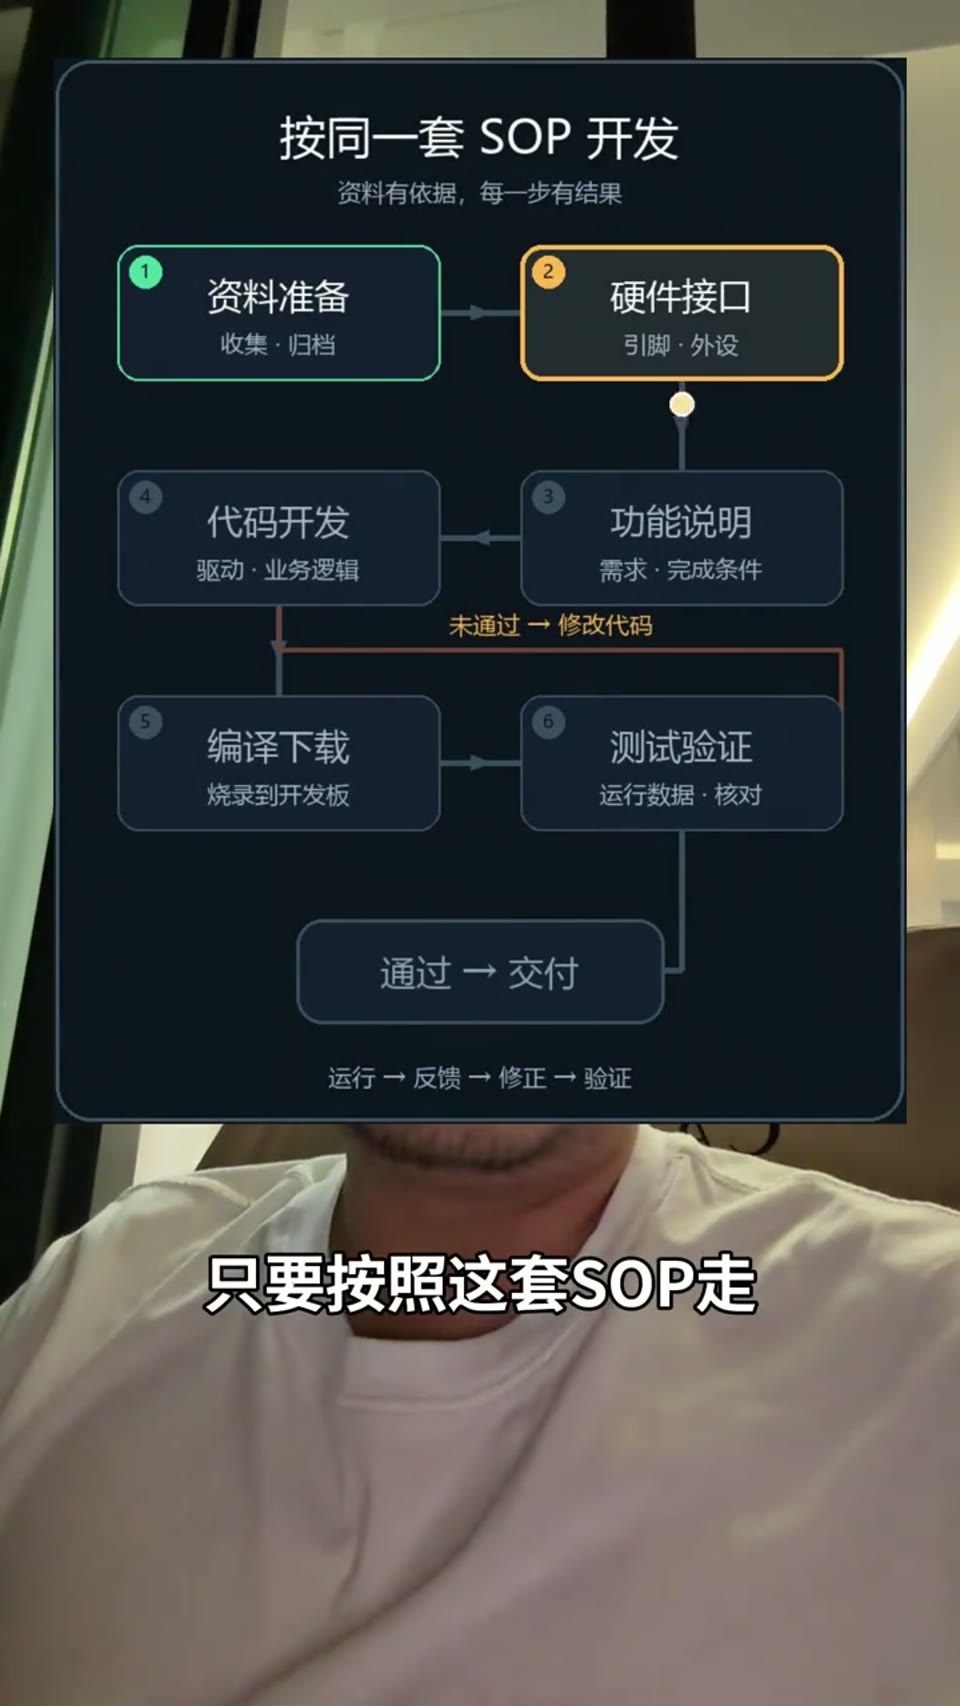 按同一套 SOP 开发
资料有依据，每一步有结果
1
资料准备
收集 · 归档
2
硬件接口
引脚 · 外设
3
功能说明
需求 · 完成条件
4
代码开发
驱动 · 业务逻辑
未通过 → 修改代码
5
编译下载
烧录到开发板
6
测试验证
运行数据 · 核对
通过 → 交付
运行 → 反馈 → 修正 → 验证
只要按照这套SOP走